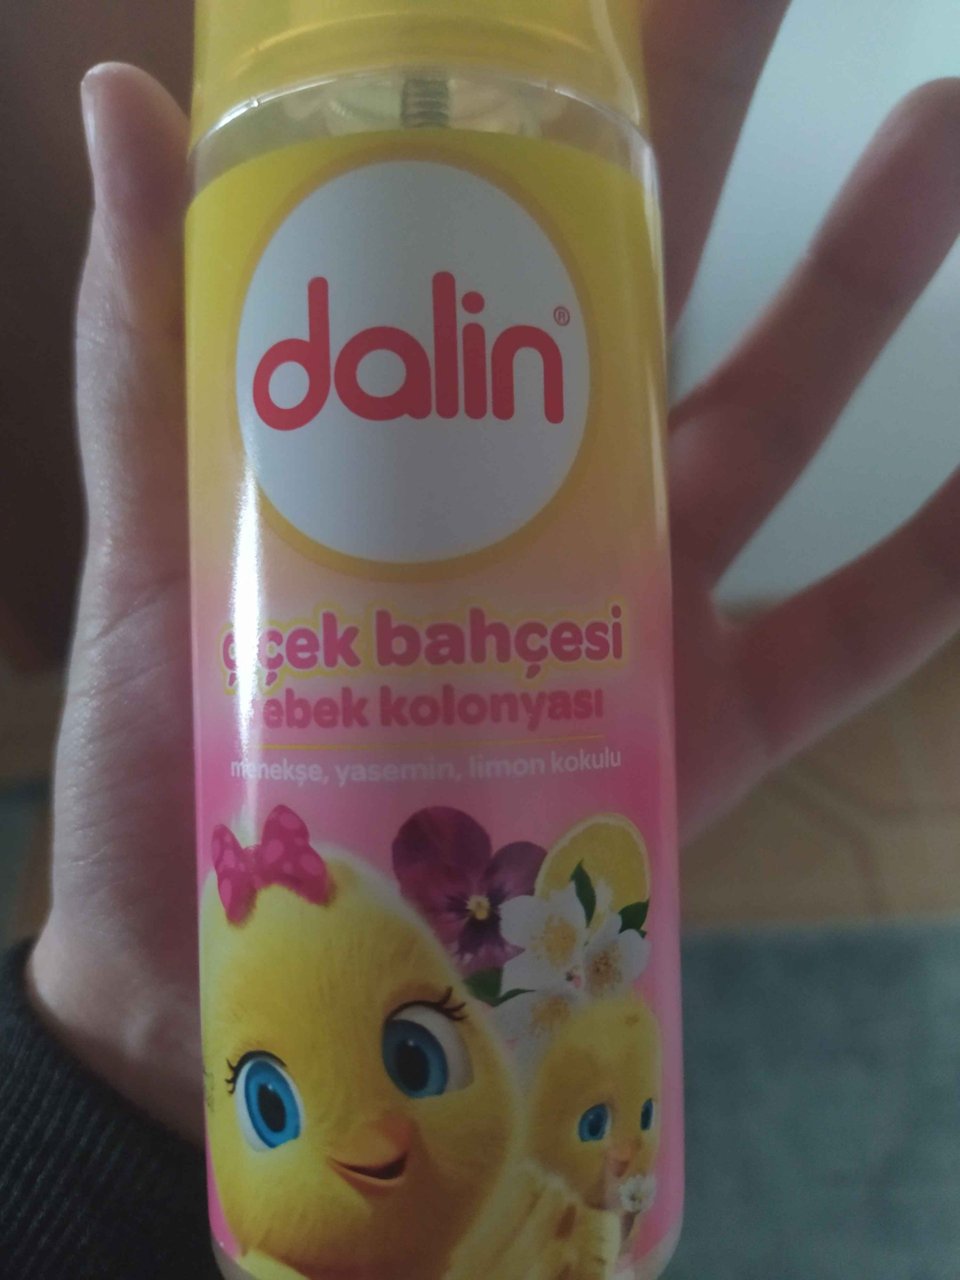 dalin®
çiçek bahçesi
bebek kolonyası
menekşe, yasemin, limon kokulu